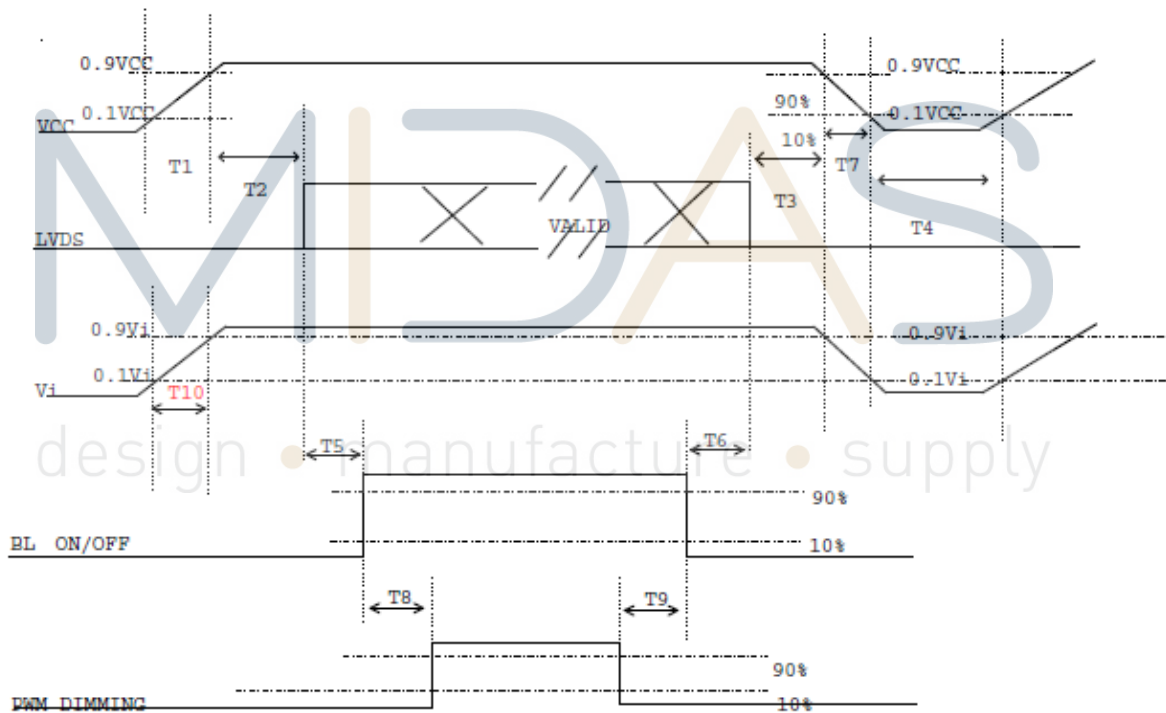 0.9VCC 0.9VCC
0.1VCC 90% 0.1VCC
VCC 10%
T1 T7
T2 T3
VALID T4
LVDS
MIDAS
0.9Vi 0.9Vi
0.1Vi 0.1Vi
Vi T10
T5 T6
design • manufacture • supply
90%
BL ON/OFF 10%
T8 T9
90%
PWM DIMMING 10%